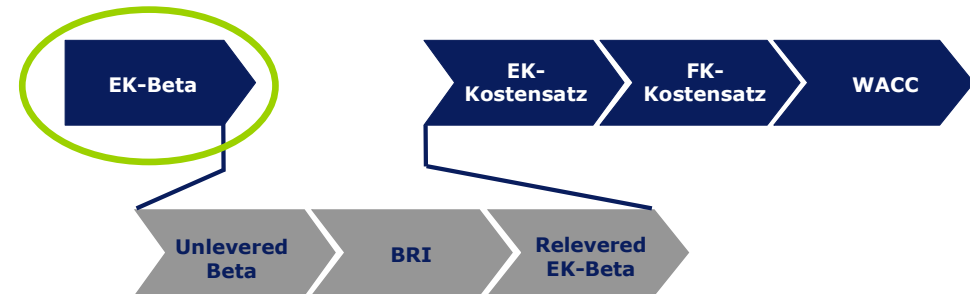 EK-Beta
EK-
Kostensatz
FK-
Kostensatz
WACC
Unlevered
Beta
BRI
Relevered
EK-Beta